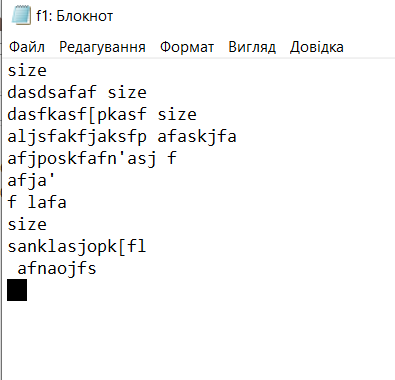 f1: Блокнот
Файл Редагування Формат Вигляд Довідка
size
dasdsafaf size
dasfkasf[pkasf size
aljsfakfjaksfp afaskjfa
afjposkfafn'asj f
afja'
f lafa
size
sanklasjopk[fl
 afnaojfs